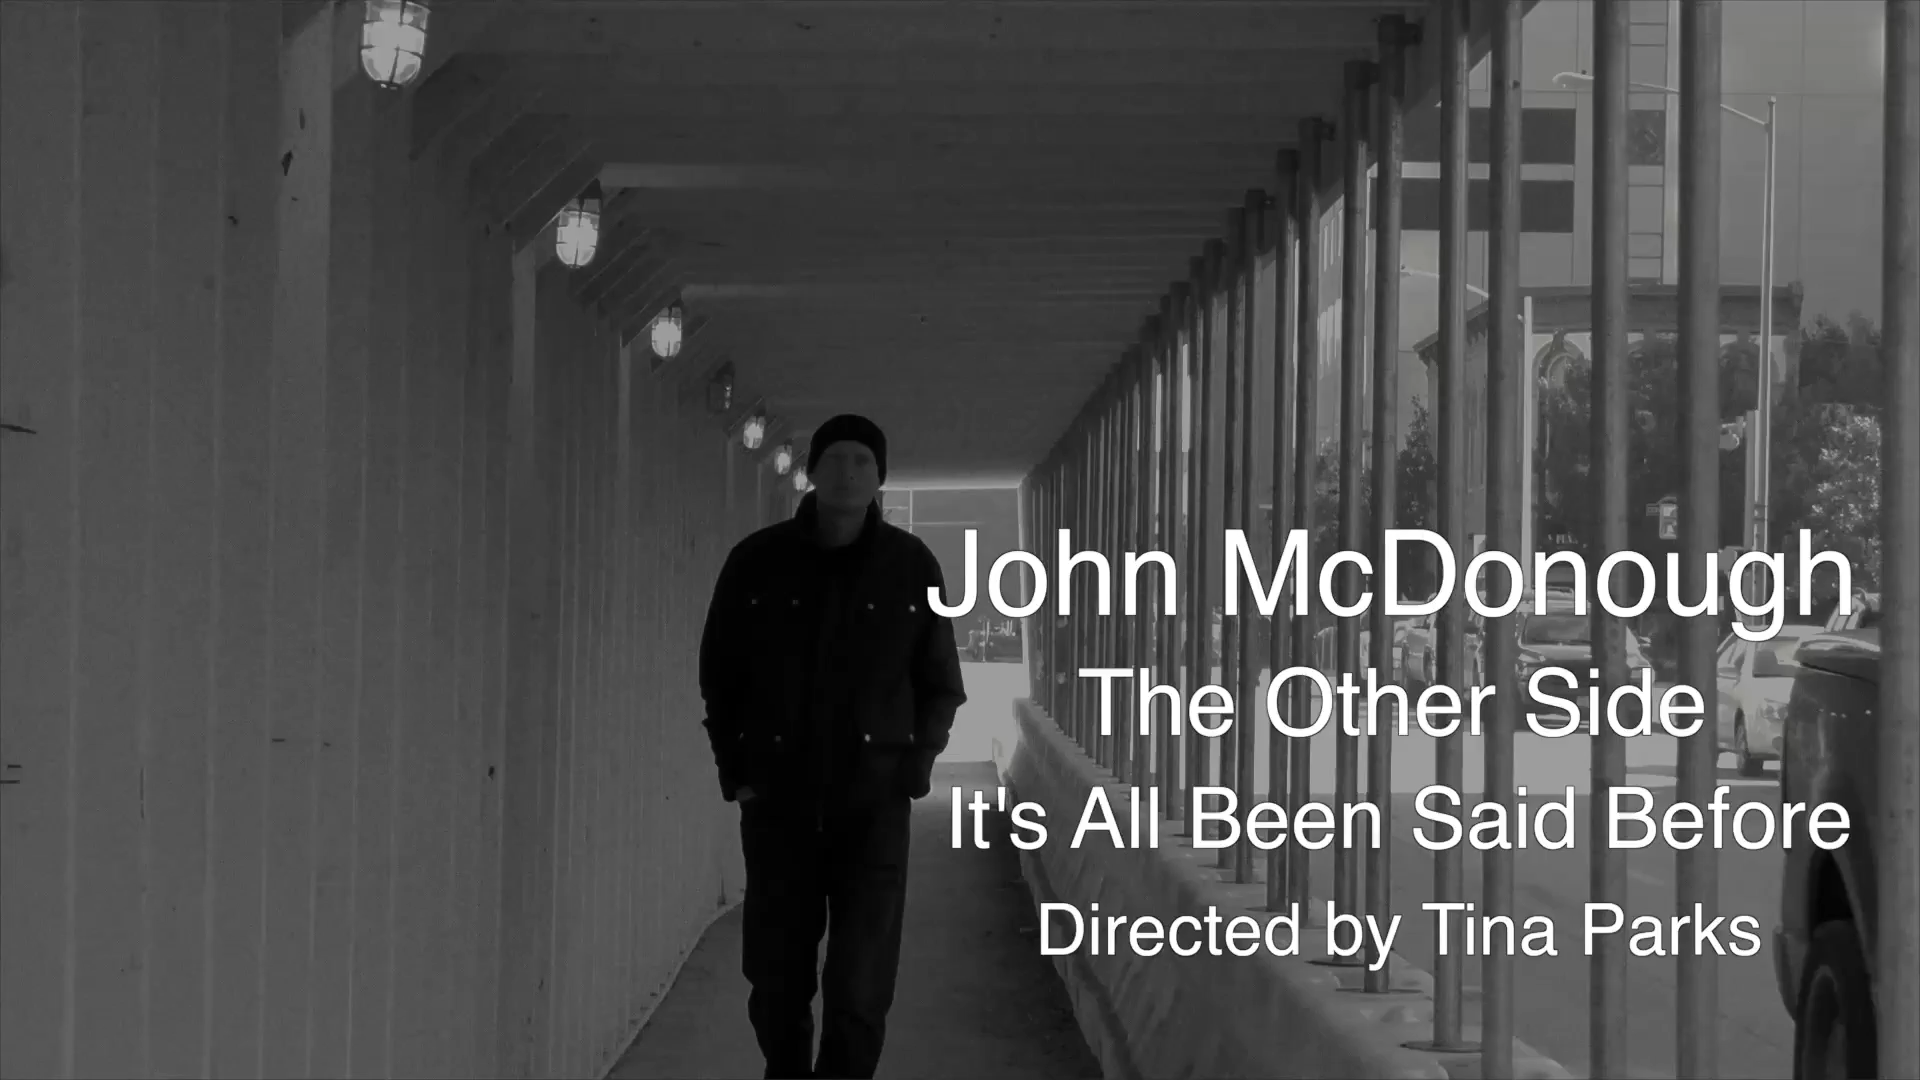 John McDonough
The Other Side
It's All Been Said Before
Directed by Tina Parks